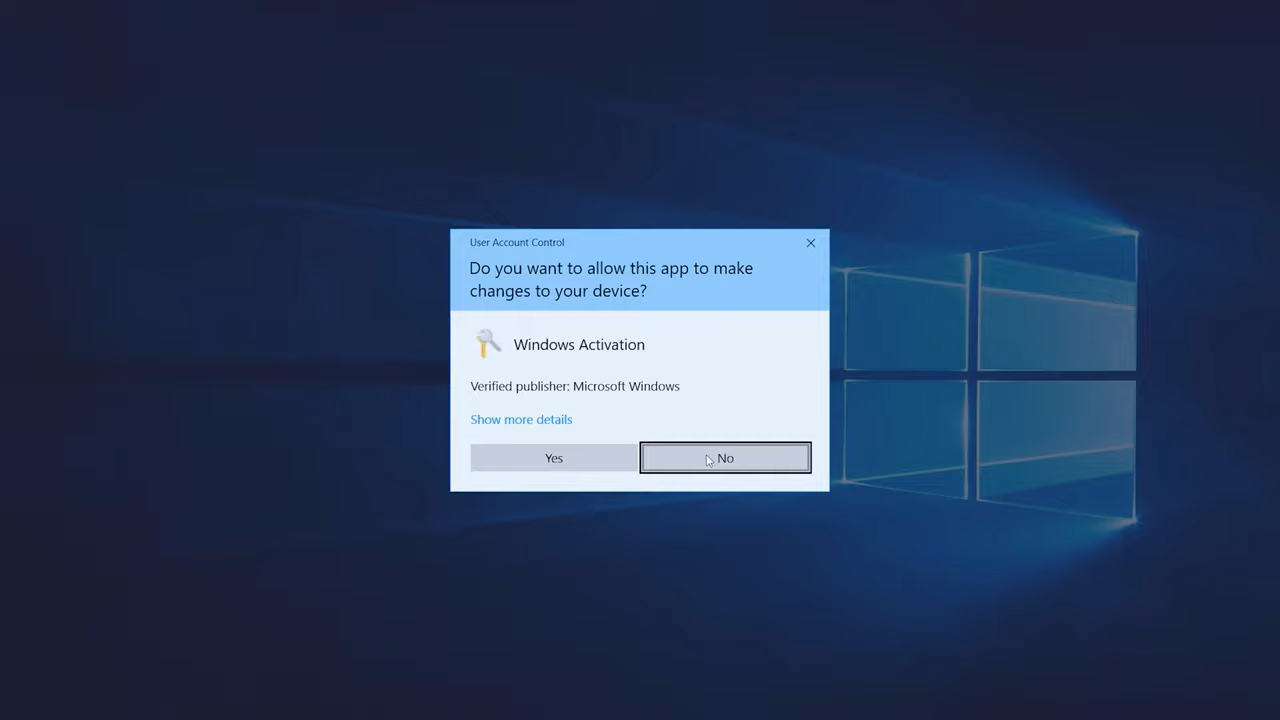 User Account Control
Do you want to allow this app to make
changes to your device?
Windows Activation
Verified publisher: Microsoft Windows
Show more details
Yes
No